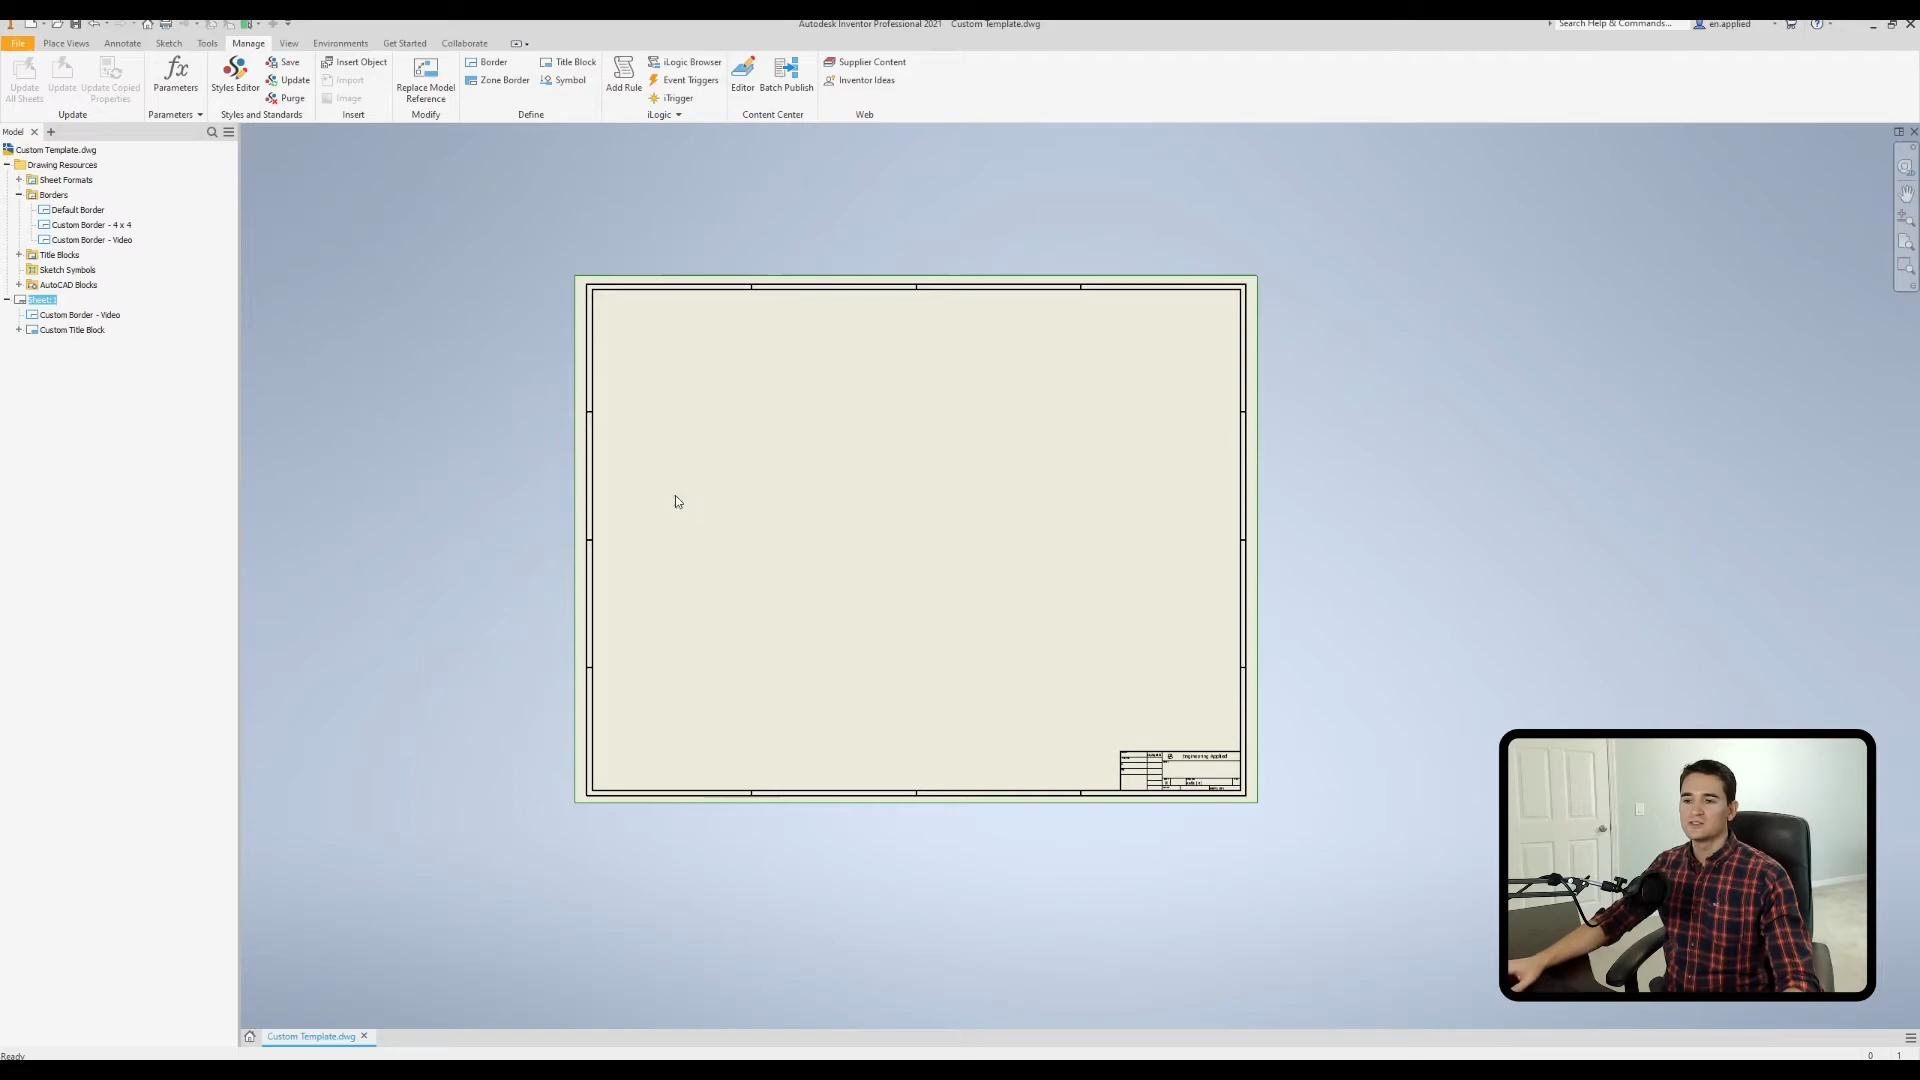 Autodesk Inventor Professional 2021 Custom Template.dwg
Search Help & Commands...
en.applied
File Place Views Annotate Sketch Tools Manage View Environments Get Started Collaborate
Update All Sheets
Update
Update Copied Properties
Update
Parameters
Parameters
Styles Editor
Save
Update
Purge
Styles and Standards
Insert Object
Import
Image
Insert
Replace Model Reference
Modify
Border
Zone Border
Title Block
Symbol
Define
Add Rule
iLogic Browser
Event Triggers
iTrigger
iLogic
Editor
Batch Publish
Content Center
Supplier Content
Inventor Ideas
Web
Model
Custom Template.dwg
Drawing Resources
Sheet Formats
Borders
Default Border
Custom Border - 4 x 4
Custom Border - Video
Title Blocks
Sketch Symbols
AutoCAD Blocks
Sheet:1
Custom Border - Video
Custom Title Block
Engineering Applied
Custom Template.dwg
Ready
0 1